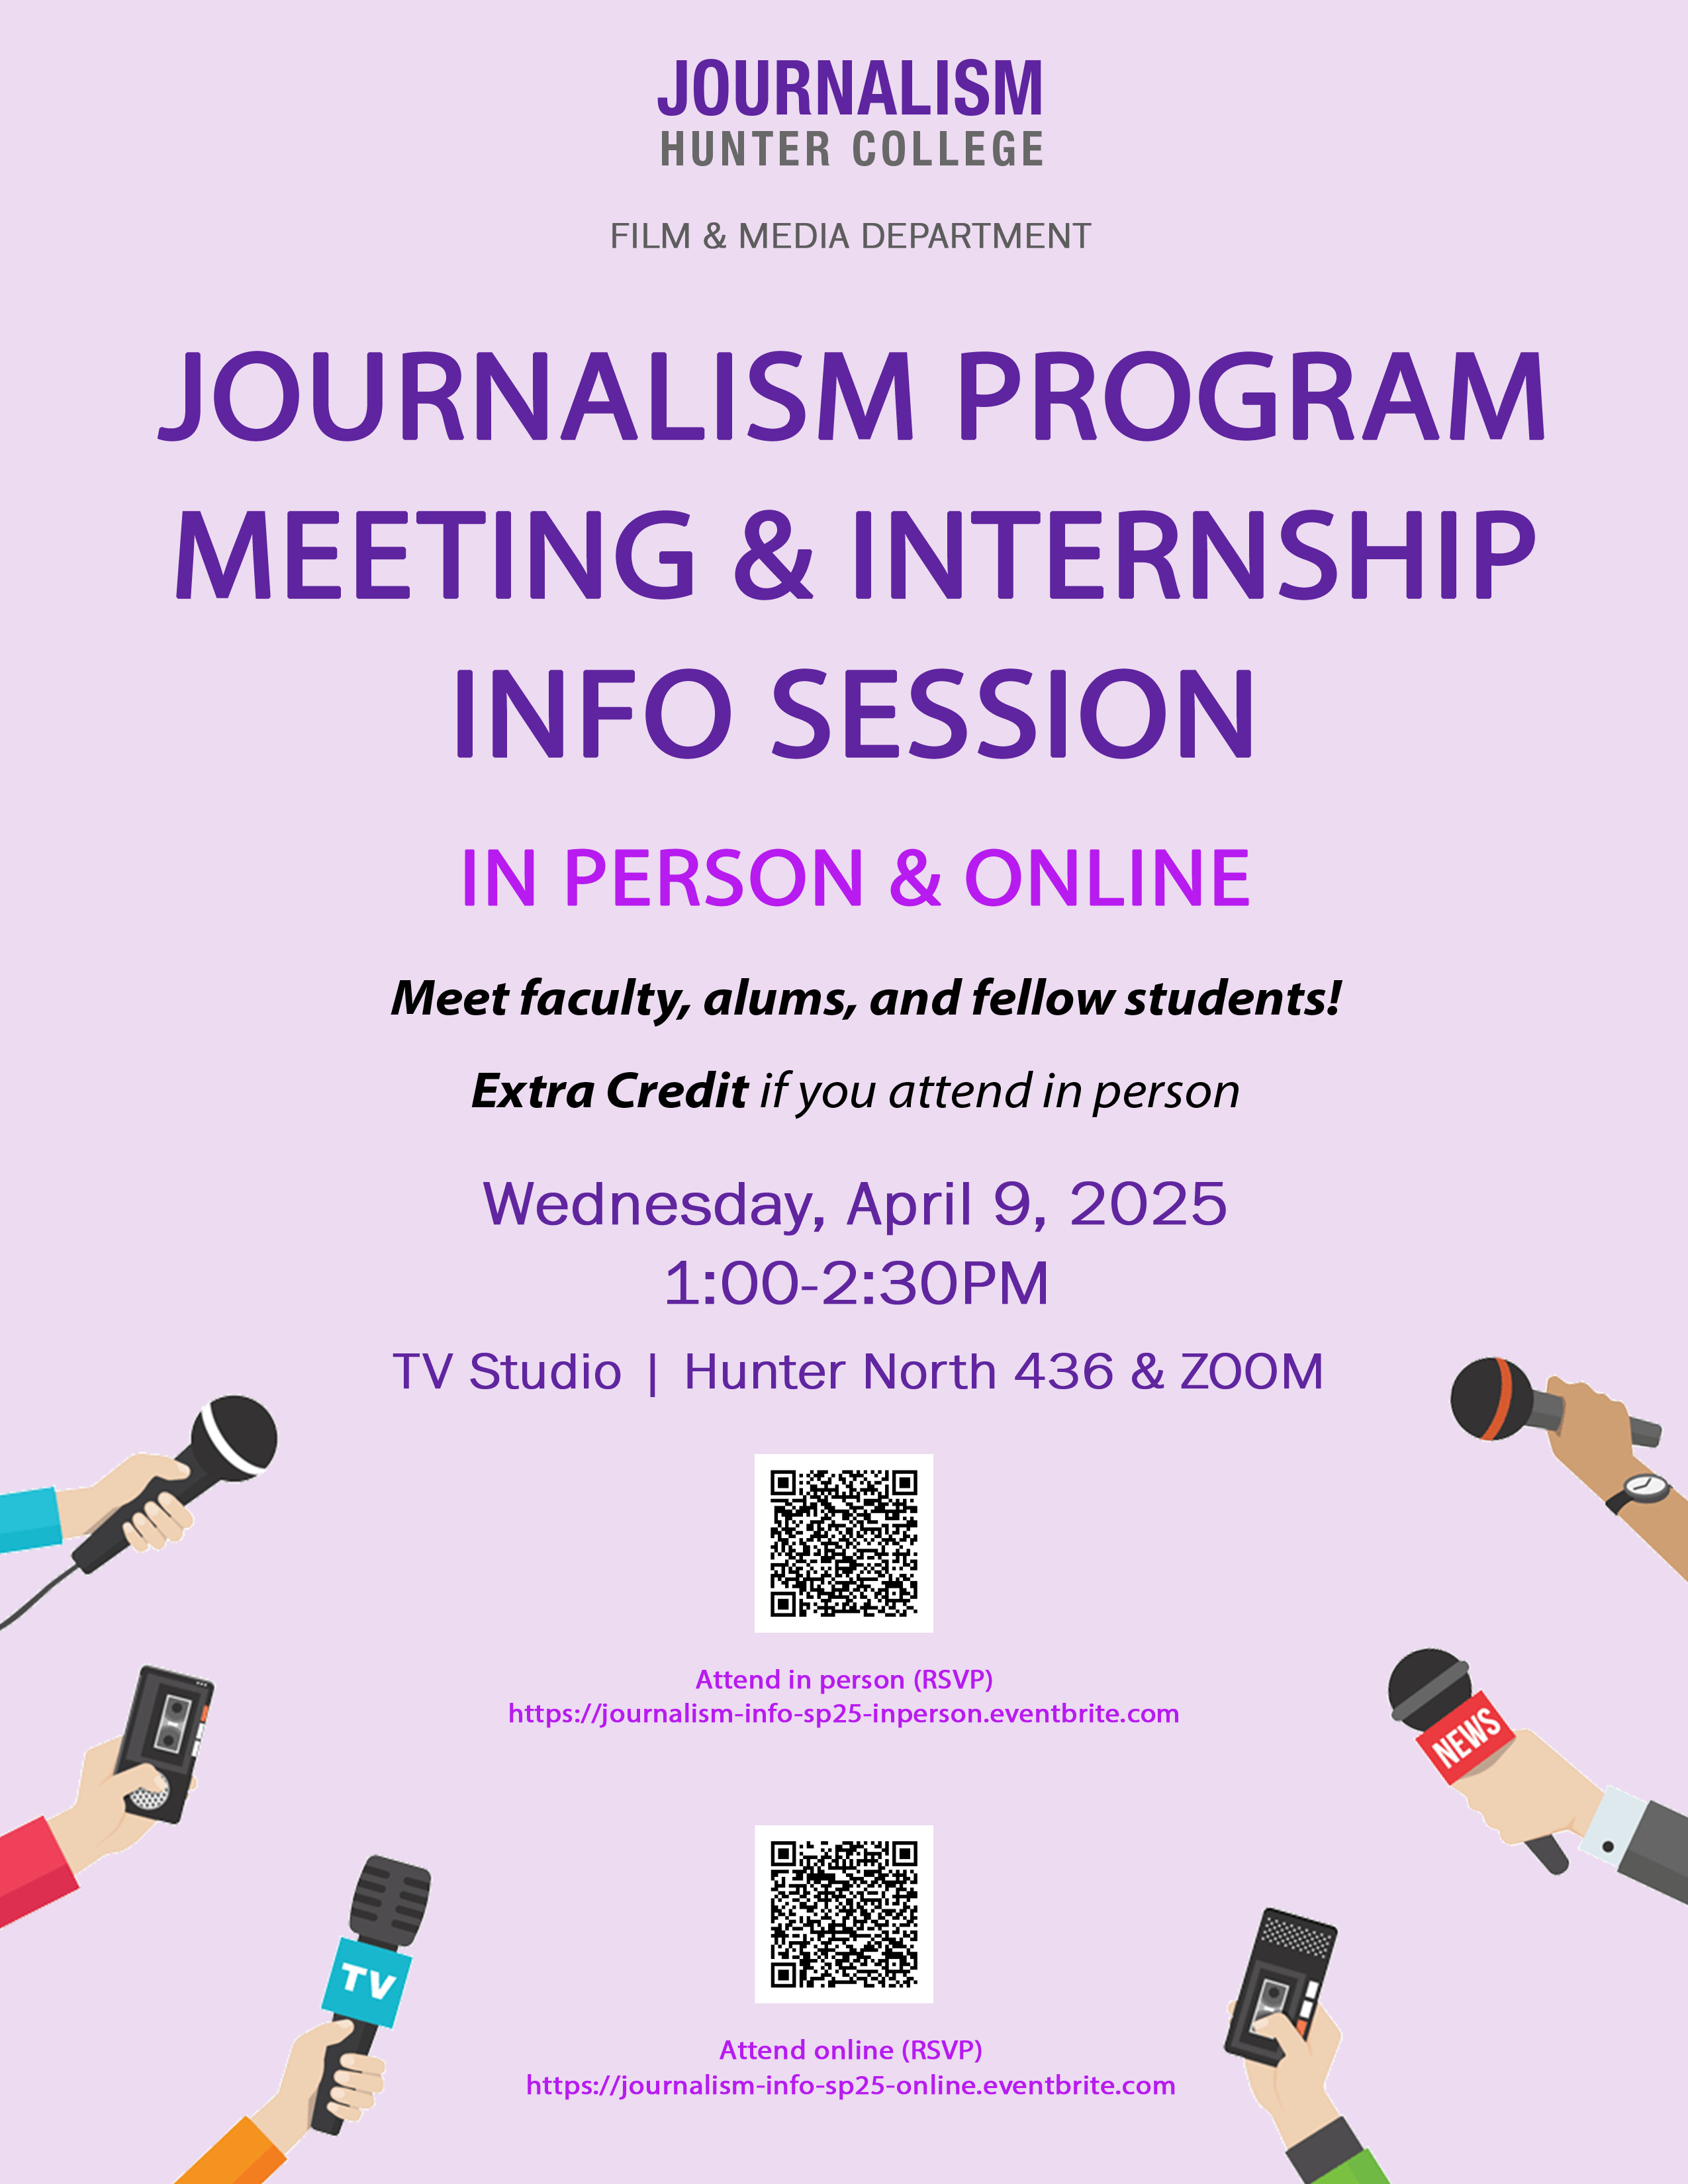 JOURNALISM
HUNTER COLLEGE
FILM & MEDIA DEPARTMENT
JOURNALISM PROGRAM
MEETING & INTERNSHIP
INFO SESSION
IN PERSON & ONLINE
Meet faculty, alums, and fellow students!
Extra Credit if you attend in person
Wednesday, April 9, 2025
1:00-2:30PM
TV Studio | Hunter North 436 & ZOOM
Attend in person (RSVP)
https://journalism-info-sp25-inperson.eventbrite.com
NEWS
TV
Attend online (RSVP)
https://journalism-info-sp25-online.eventbrite.com